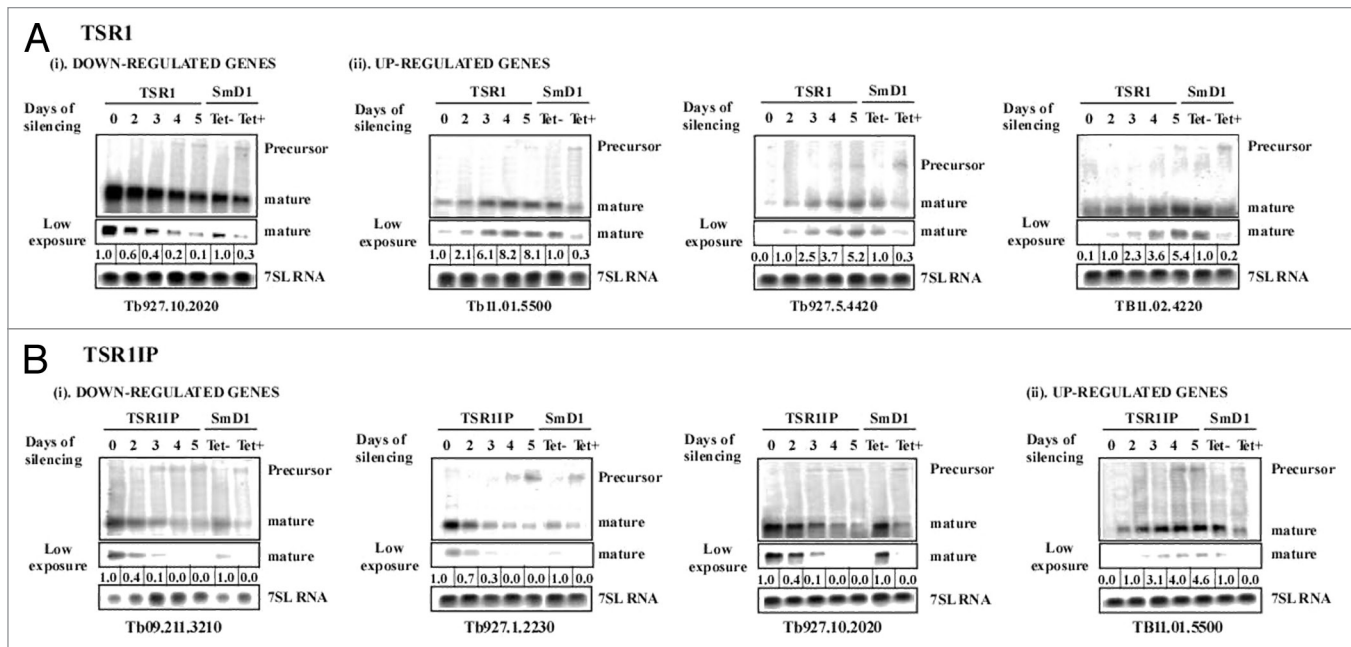 A TSR1
(i). DOWN-REGULATED GENES
TSR1 SmD1
Days of silencing 0 2 3 4 5 Tet- Tet+
Precursor
mature
Low exposure mature
1.0 0.6 0.4 0.2 0.1 1.0 0.3
7SL RNA
Tb927.10.2020
(ii). UP-REGULATED GENES
TSR1 SmD1
Days of silencing 0 2 3 4 5 Tet- Tet+
Precursor
mature
Low exposure mature
1.0 2.1 6.1 8.2 8.1 1.0 0.3
7SL RNA
Tb11.01.5500
TSR1 SmD1
Days of silencing 0 2 3 4 5 Tet- Tet+
Precursor
mature
Low exposure mature
0.0 1.0 2.5 3.7 5.2 1.0 0.3
7SL RNA
Tb927.5.4420
TSR1 SmD1
Days of silencing 0 2 3 4 5 Tet- Tet+
Precursor
mature
Low exposure mature
0.1 1.0 2.3 3.6 5.4 1.0 0.2
7SL RNA
TB11.02.4220
B TSR1IP
(i). DOWN-REGULATED GENES
TSR1IP SmD1
Days of silencing 0 2 3 4 5 Tet- Tet+
Precursor
mature
Low exposure mature
1.0 0.4 0.1 0.0 0.0 1.0 0.0
7SL RNA
Tb09.211.3210
TSR1IP SmD1
Days of silencing 0 2 3 4 5 Tet- Tet+
Precursor
mature
Low exposure mature
1.0 0.7 0.3 0.0 0.0 1.0 0.0
7SL RNA
Tb927.1.2230
TSR1IP SmD1
Days of silencing 0 2 3 4 5 Tet- Tet+
Precursor
mature
Low exposure mature
1.0 0.4 0.1 0.0 0.0 1.0 0.0
7SL RNA
Tb927.10.2020
(ii). UP-REGULATED GENES
TSR1IP SmD1
Days of silencing 0 2 3 4 5 Tet- Tet+
Precursor
mature
Low exposure mature
0.0 1.0 3.1 4.0 4.6 1.0 0.0
7SL RNA
TB11.01.5500